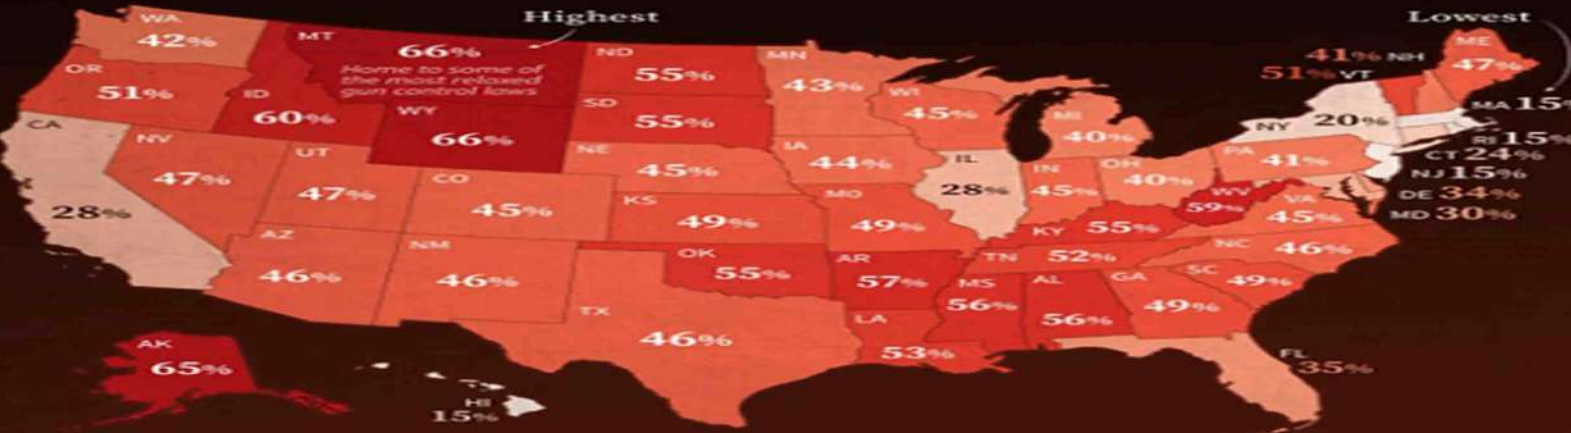 Highest
Lowest
WA
42%
MT
66%
Home to some of
the most relaxed
gun control laws
ND
55%
MN
43%
41% NH
51% VT
ME
47%
OR
51%
ID
60%
WY
66%
SD
55%
WI
45%
MI
40%
NY 20%
MA 15%
RI 15%
CT 24%
NJ 15%
DE 34%
MD 30%
CA
28%
NV
47%
UT
47%
CO
45%
NE
45%
IA
44%
IL
28%
IN
45%
OH
40%
PA
41%
KS
49%
MO
49%
KY 55%
WV
59%
VA
45%
AZ
46%
NM
46%
OK
55%
AR
57%
TN 52%
NC 46%
TX
46%
LA
53%
MS
56%
AL
56%
GA
49%
SC
49%
FL
35%
AK
65%
HI
15%